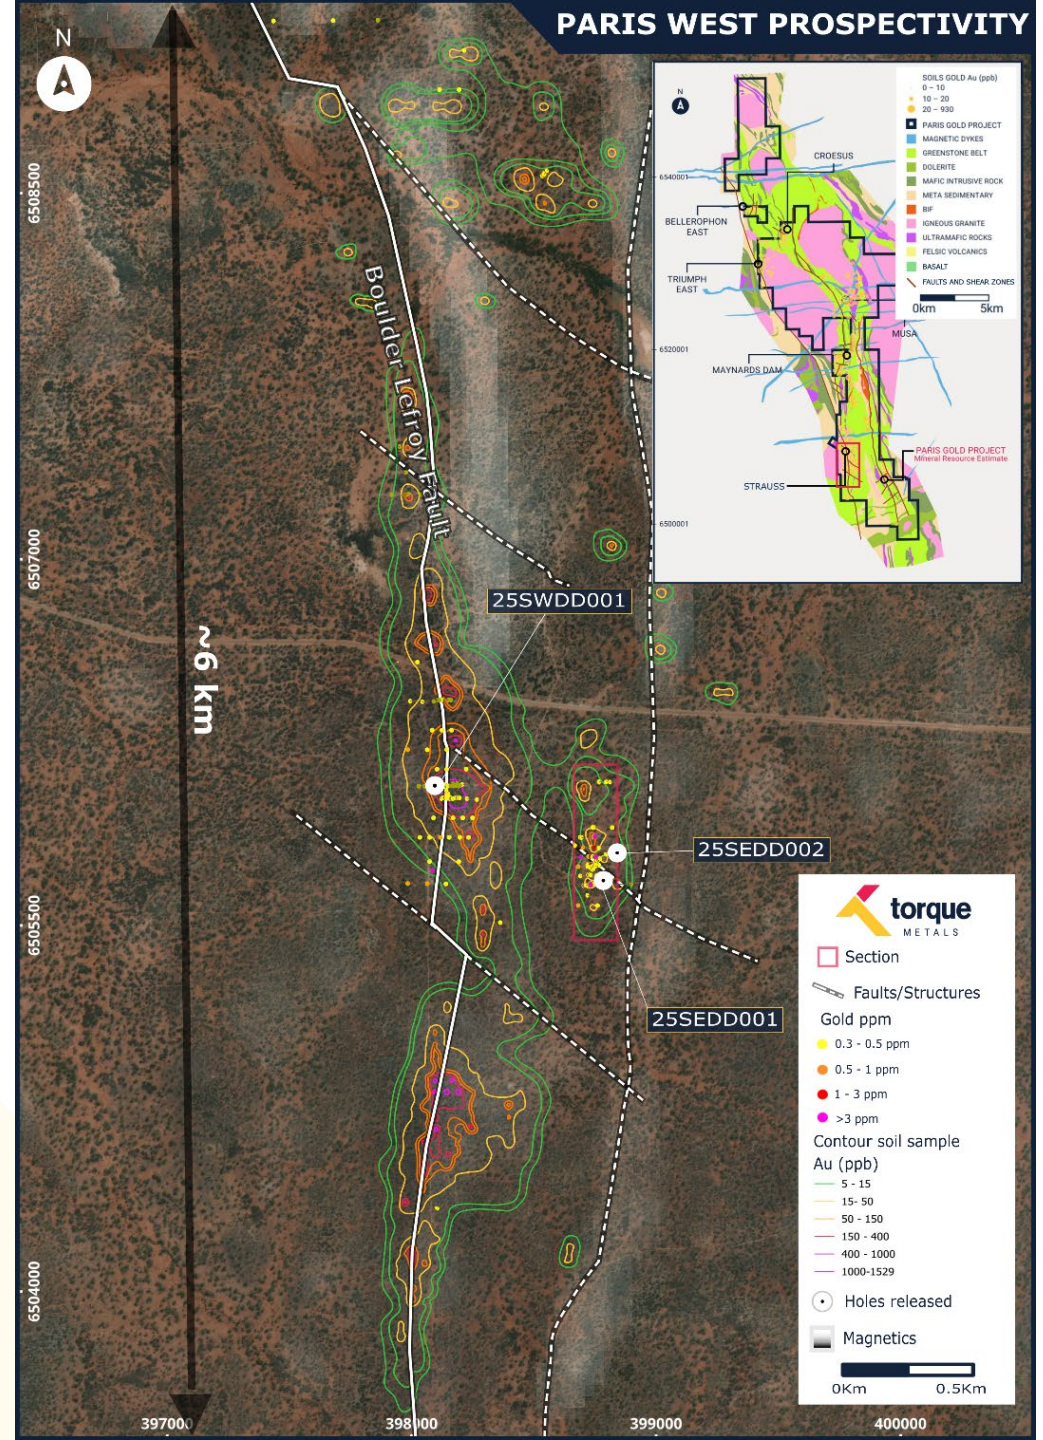 PARIS WEST PROSPECTIVITY
N
6508500
6507000
6505500
6504000
397000
398000
399000
400000
~6 km
Boulder Lefroy Fault
25SWDD001
25SEDD002
25SEDD001
N
6540001
6520001
6500001
CROESUS
BELLEROPHON
EAST
TRIUMPH
EAST
MUSA
MAYNARDS DAM
PARIS GOLD PROJECT
Mineral Resource Estimate
STRAUSS
SOILS GOLD Au (ppb)
0 – 10
10 – 20
20 – 930
PARIS GOLD PROJECT
MAGNETIC DYKES
GREENSTONE BELT
DOLERITE
MAFIC INTRUSIVE ROCK
META SEDIMENTARY
BIF
IGNEOUS GRANITE
ULTRAMAFIC ROCKS
FELSIC VOLCANICS
BASALT
FAULTS AND SHEAR ZONES
0km 5km
torque
METALS
Section
Faults/Structures
Gold ppm
0.3 - 0.5 ppm
0.5 - 1 ppm
1 - 3 ppm
>3 ppm
Contour soil sample
Au (ppb)
5 - 15
15- 50
50 - 150
150 - 400
400 - 1000
1000-1529
Holes released
Magnetics
0Km 0.5Km